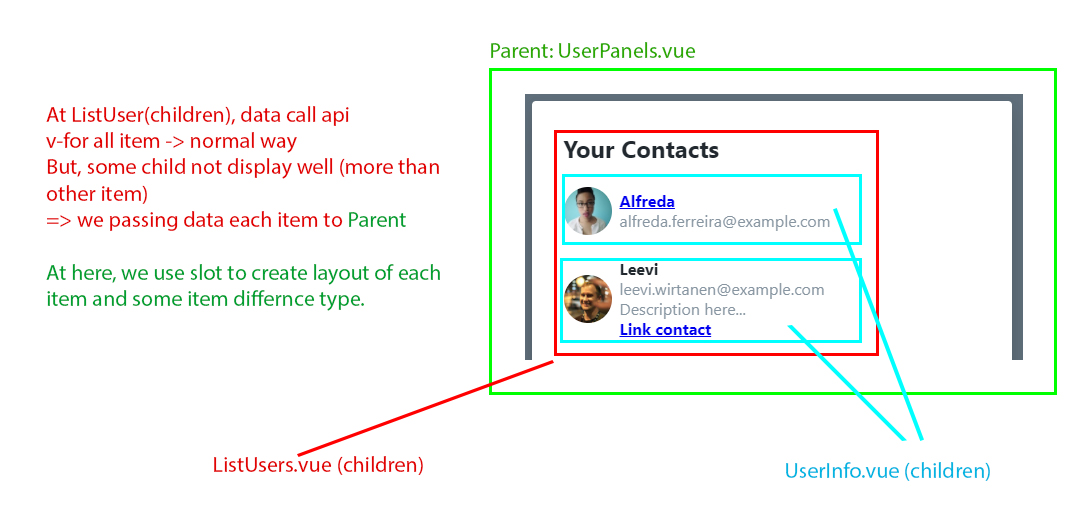 Parent: UserPanels.vue
At ListUser(children), data call api
v-for all item -> normal way
But, some child not display well (more than
other item)
=> we passing data each item to Parent
At here, we use slot to create layout of each
item and some item differnce type.
Your Contacts
Alfreda
alfreda.ferreira@example.com
Leevi
leevi.wirtanen@example.com
Description here...
Link contact
ListUsers.vue (children)
UserInfo.vue (children)